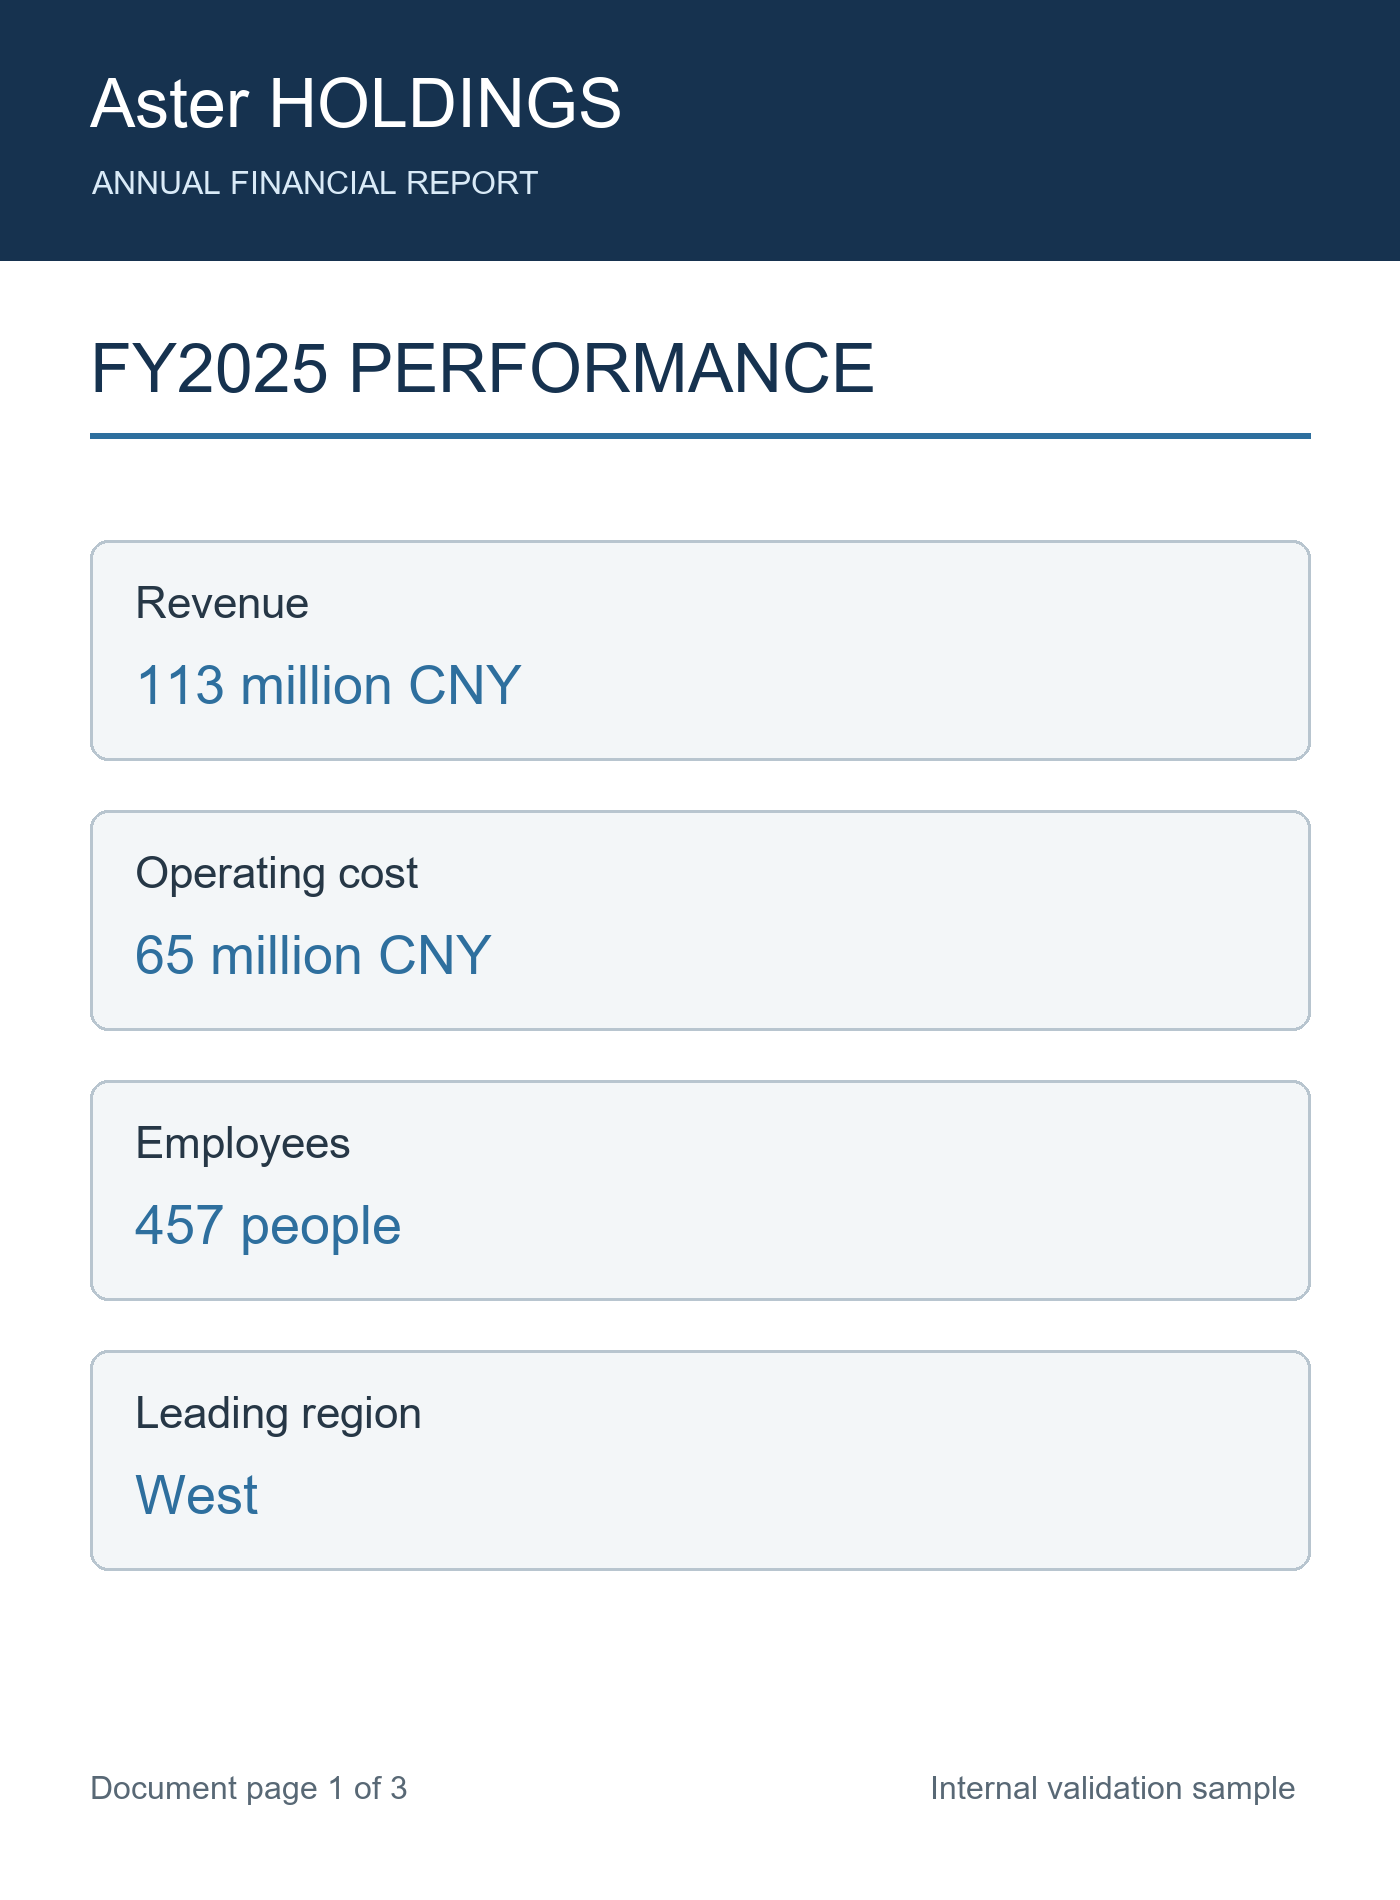 Aster HOLDINGS
ANNUAL FINANCIAL REPORT
FY2025 PERFORMANCE
Revenue
113 million CNY
Operating cost
65 million CNY
Employees
457 people
Leading region
West
Document page 1 of 3
Internal validation sample